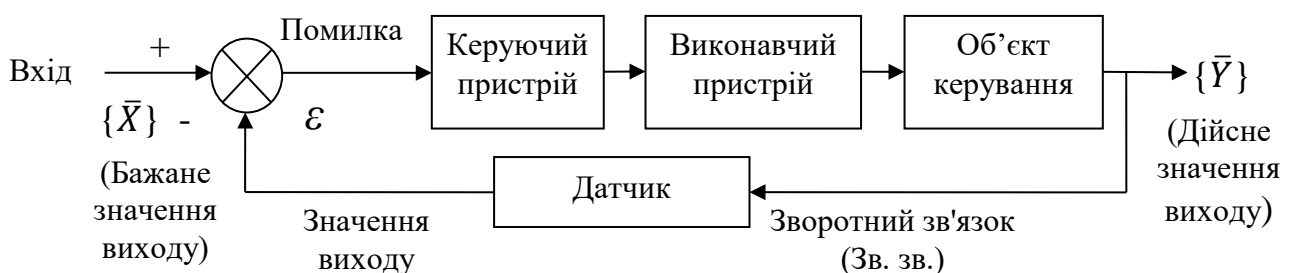 Вхід
+
Помилка
Керуючий
пристрій
Виконавчий
пристрій
Об’єкт
керування
{X̄} -
ε
{Ȳ}
(Бажане
значення
виходу)
Значення
виходу
Датчик
Зворотний зв'язок
(Зв. зв.)
(Дійсне
значення
виходу)